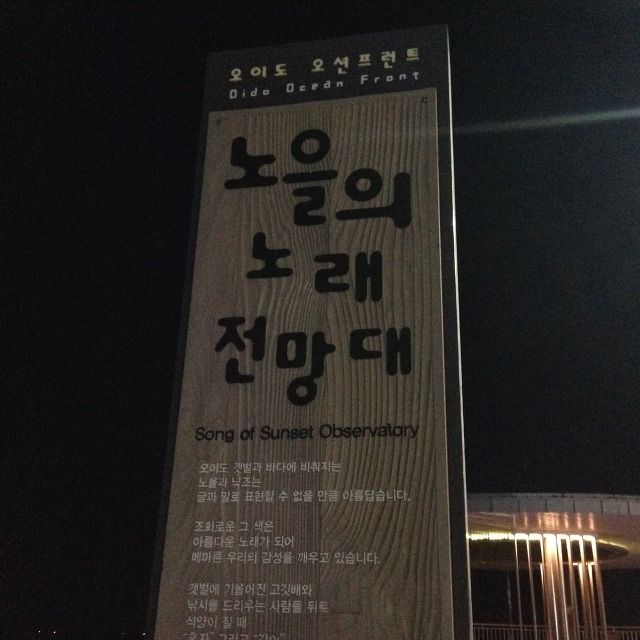 오이도 오션프런트
Oido Ocean Front
노을의
노래
전망대
Song of Sunset Observatory
오이도 갯벌과 바다에 비춰지는
노을과 낙조는
글과 말로 표현할 수 없을 만큼 아름답습니다.
조화로운 그 색은
아름다운 노래가 되어
메마른 우리의 감성을 깨우고 있습니다.
갯벌에 기울어진 고깃배와
낚시를 드리우는 사람들 뒤로
석양이 질 때